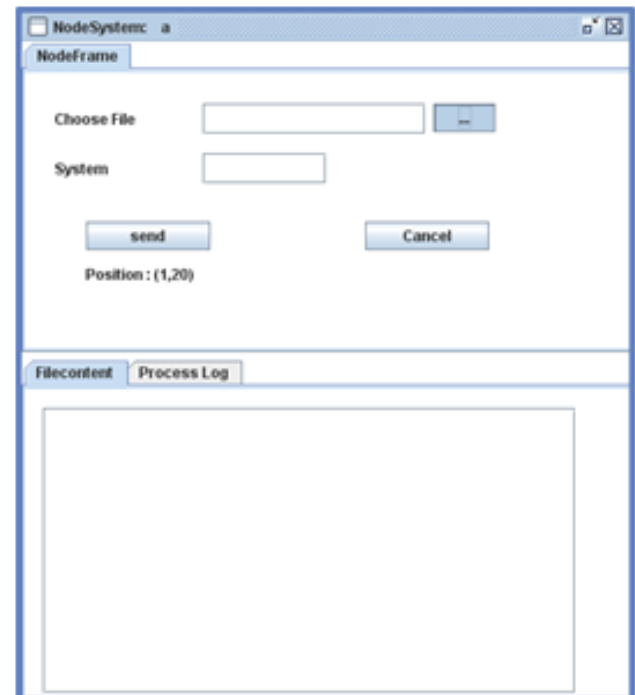 NodeSystem: a
NodeFrame
Choose File ...
System
send Cancel
Position : (1,20)
Filecontent Process Log